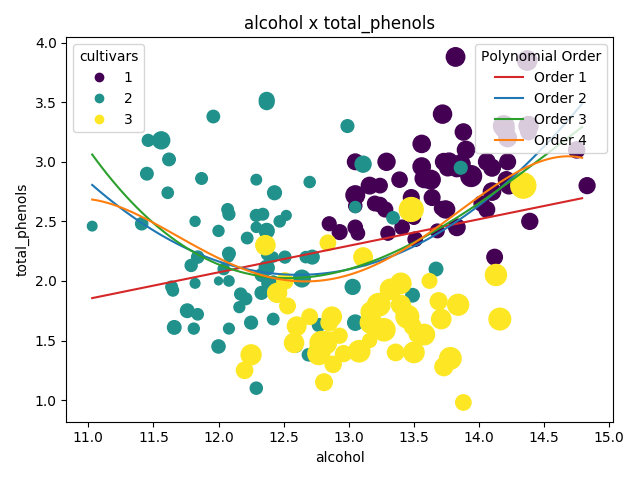 alcohol x total_phenols
cultivars
1
2
3
Polynomial Order
Order 1
Order 2
Order 3
Order 4
total_phenols
4.0
3.5
3.0
2.5
2.0
1.5
1.0
11.0 11.5 12.0 12.5 13.0 13.5 14.0 14.5 15.0
alcohol